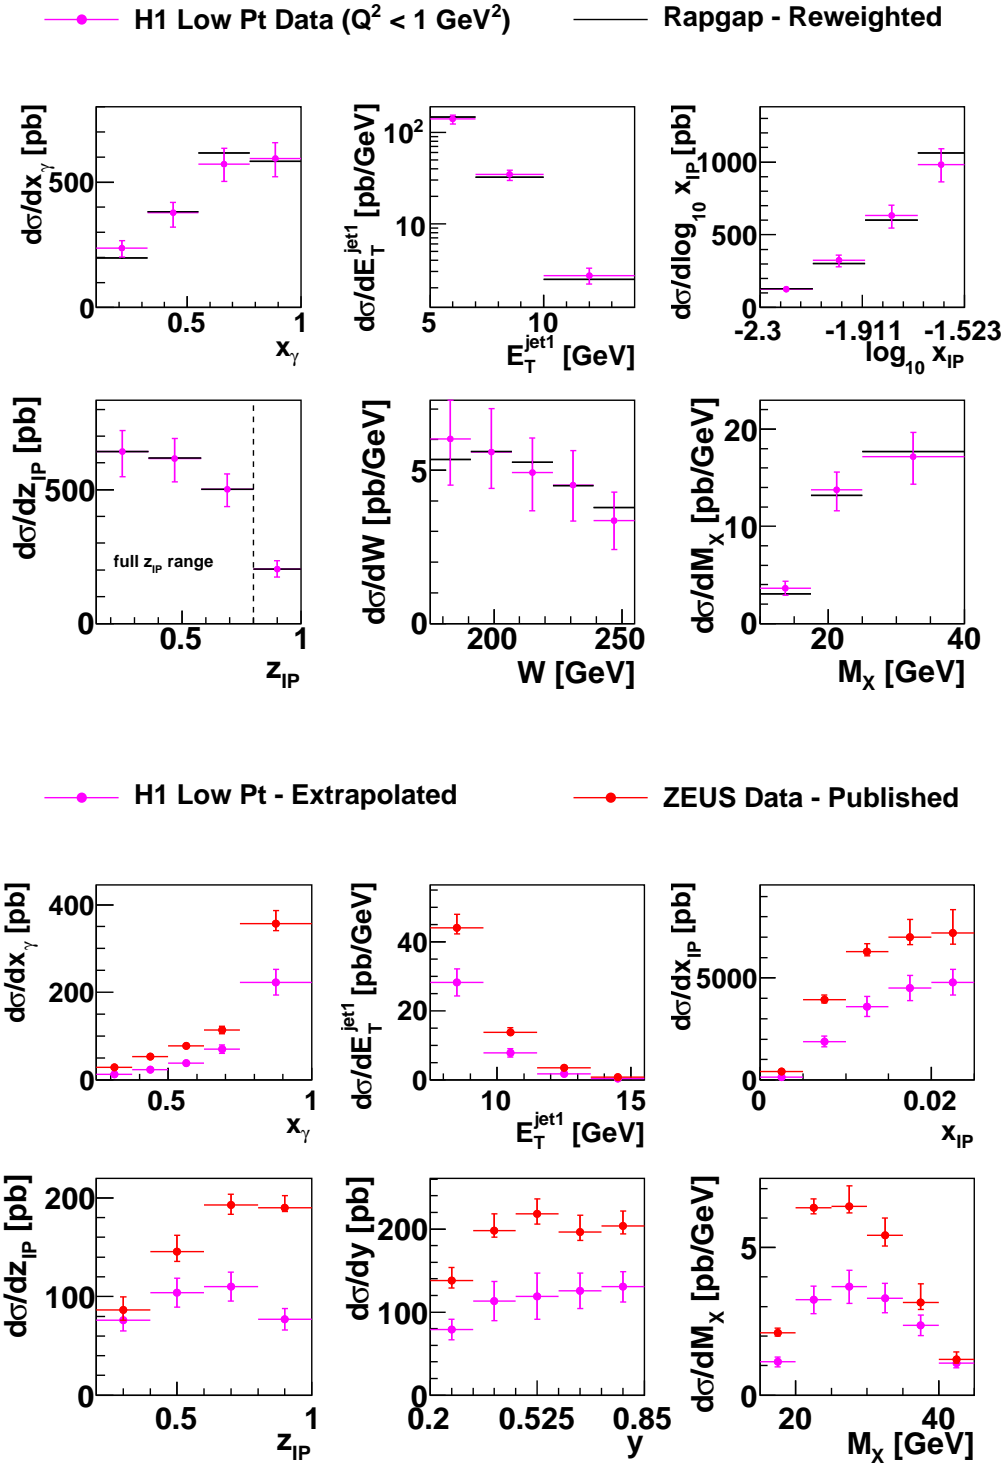 H1 Low Pt Data (Q² < 1 GeV²)
Rapgap - Reweighted
dσ/dx_γ [pb]
500
0
0.5
1
x_γ
dσ/dE_T^jet1 [pb/GeV]
10²
10
5
10
E_T^jet1 [GeV]
dσ/dlog₁₀ x_IP [pb]
1000
500
0
-2.3
-1.911
-1.523
log₁₀ x_IP
dσ/dz_IP [pb]
500
0
full z_IP range
0.5
1
z_IP
dσ/dW [pb/GeV]
5
0
200
250
W [GeV]
dσ/dM_X [pb/GeV]
20
10
0
20
40
M_X [GeV]
H1 Low Pt - Extrapolated
ZEUS Data - Published
dσ/dx_γ [pb]
400
200
0
0.5
1
x_γ
dσ/dE_T^jet1 [pb/GeV]
40
20
0
10
15
E_T^jet1 [GeV]
dσ/dx_IP [pb]
5000
0
0
0.02
x_IP
dσ/dz_IP [pb]
200
100
0
0.5
1
z_IP
dσ/dy [pb]
200
100
0
0.2
0.525
0.85
y
dσ/dM_X [pb/GeV]
5
0
20
40
M_X [GeV]